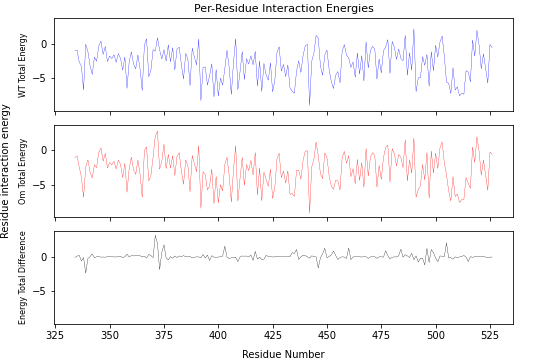 Per-Residue Interaction Energies
Residue interaction energy
WT Total Energy
0
−5
Om Total Energy
0
−5
Energy Total Difference
0
−5
325 350 375 400 425 450 475 500 525
Residue Number